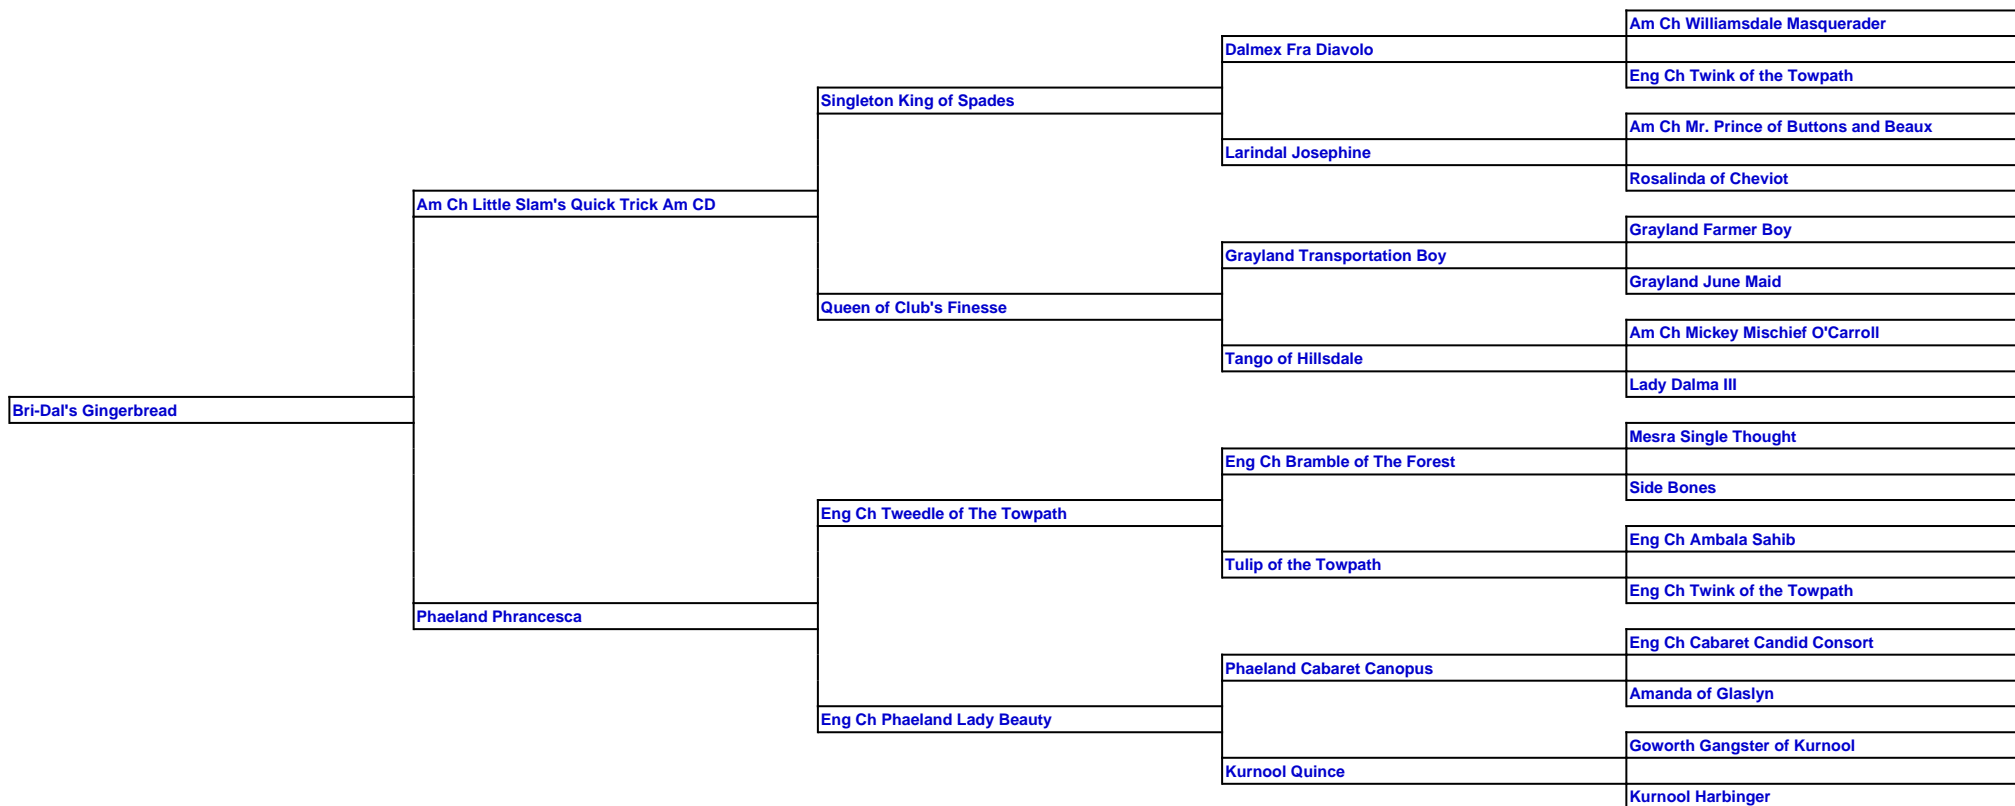 Am Ch Williamsdale Masquerader
Dalmex Fra Diavolo
Eng Ch Twink of the Towpath
Singleton King of Spades
Am Ch Mr. Prince of Buttons and Beaux
Larindal Josephine
Rosalinda of Cheviot
Am Ch Little Slam's Quick Trick Am CD
Grayland Farmer Boy
Grayland Transportation Boy
Grayland June Maid
Queen of Club's Finesse
Am Ch Mickey Mischief O'Carroll
Tango of Hillsdale
Lady Dalma III
Bri-Dal's Gingerbread
Mesra Single Thought
Eng Ch Bramble of The Forest
Side Bones
Eng Ch Tweedle of The Towpath
Eng Ch Ambala Sahib
Tulip of the Towpath
Eng Ch Twink of the Towpath
Phaeland Phrancesca
Eng Ch Cabaret Candid Consort
Phaeland Cabaret Canopus
Amanda of Glaslyn
Eng Ch Phaeland Lady Beauty
Goworth Gangster of Kurnool
Kurnool Quince
Kurnool Harbinger